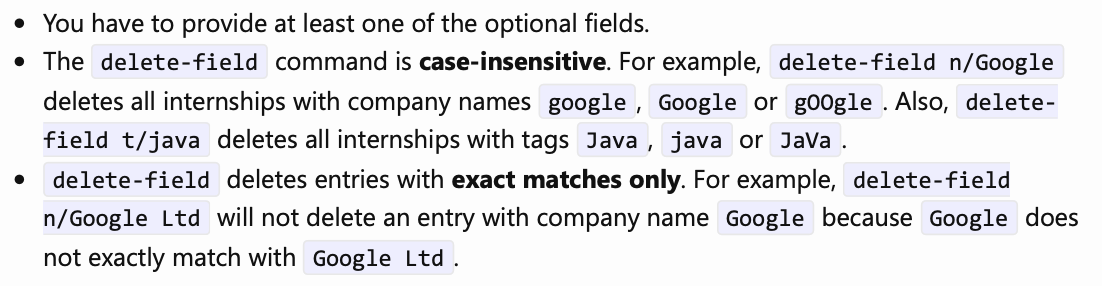 • You have to provide at least one of the optional fields.
• The delete-field command is case-insensitive. For example, delete-field n/Google
deletes all internships with company names google, Google or gOOgle. Also, delete-
field t/java deletes all internships with tags Java, java or JaVa.
• delete-field deletes entries with exact matches only. For example, delete-field
n/Google Ltd will not delete an entry with company name Google because Google does
not exactly match with Google Ltd.